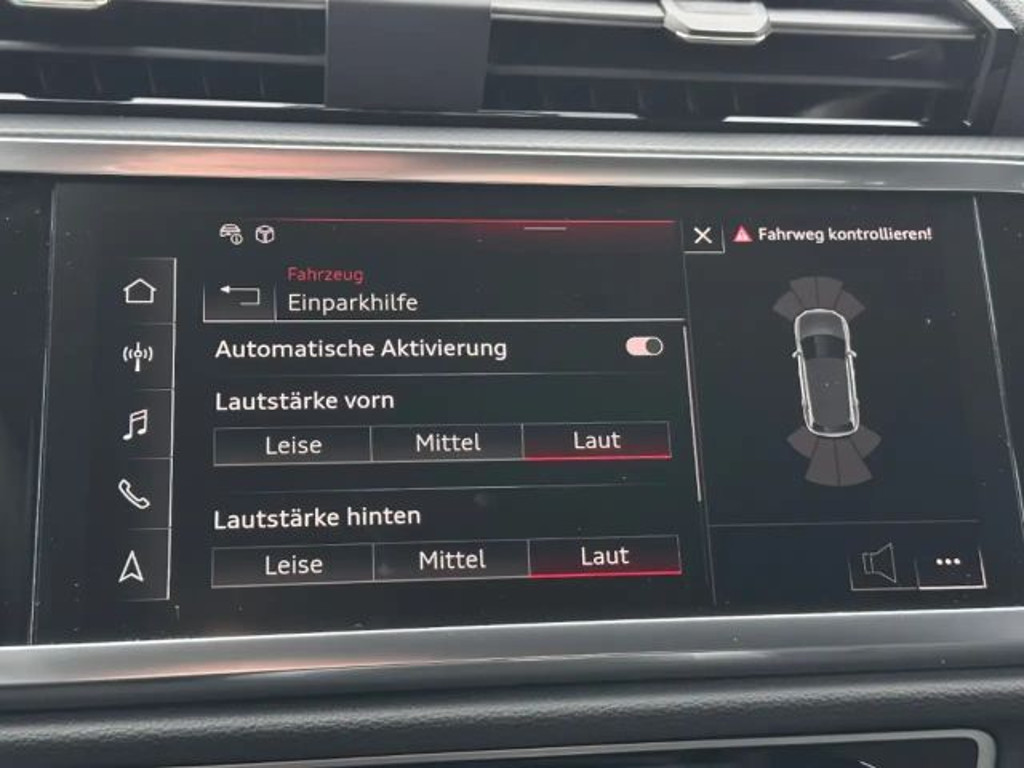 Fahrweg kontrollieren!
Fahrzeug
Einparkhilfe
Automatische Aktivierung
Lautstärke vorn
Leise Mittel Laut
Lautstärke hinten
Leise Mittel Laut